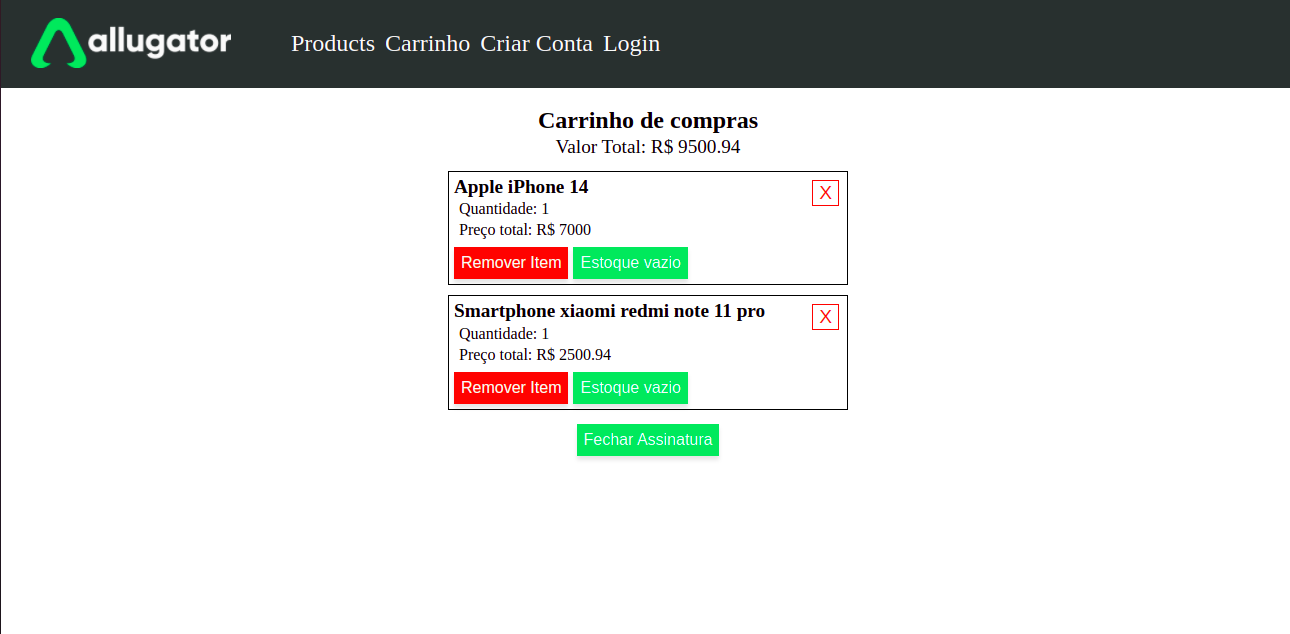 allugator
Products Carrinho Criar Conta Login
Carrinho de compras
Valor Total: R$ 9500.94
Apple iPhone 14
X
Quantidade: 1
Preço total: R$ 7000
Remover Item Estoque vazio
Smartphone xiaomi redmi note 11 pro
X
Quantidade: 1
Preço total: R$ 2500.94
Remover Item Estoque vazio
Fechar Assinatura